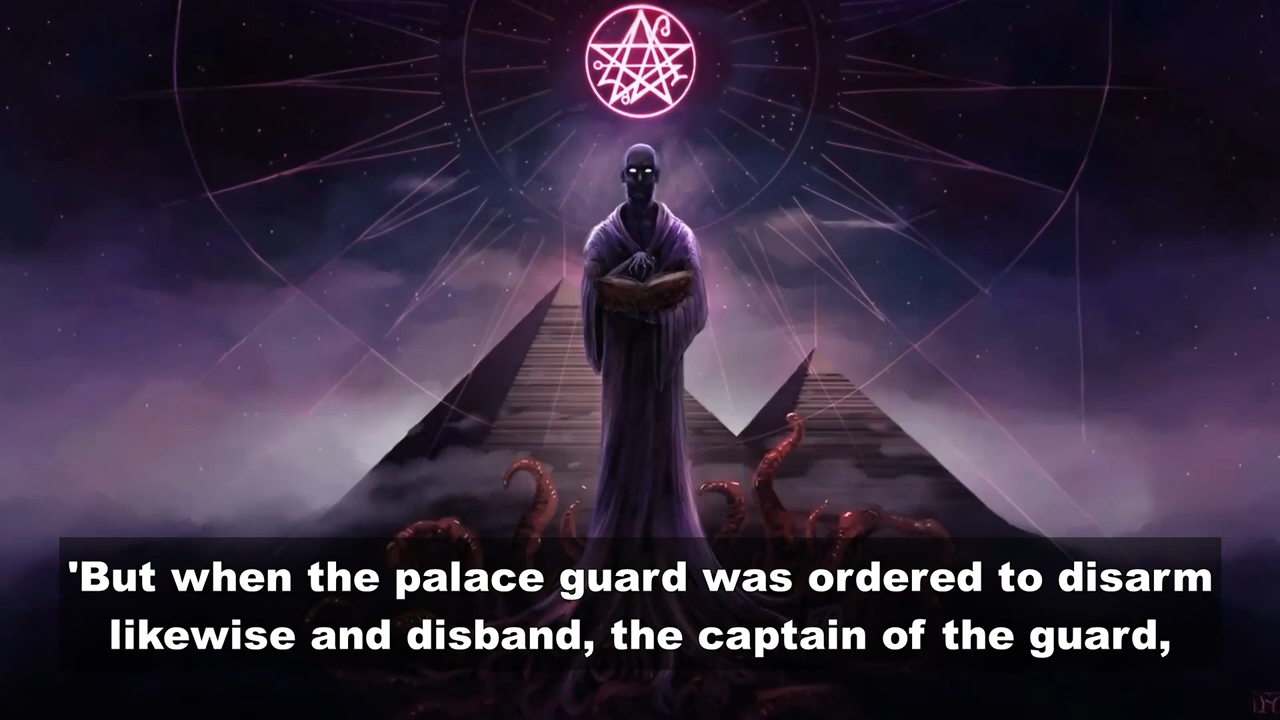 'But when the palace guard was ordered to disarm
likewise and disband, the captain of the guard,